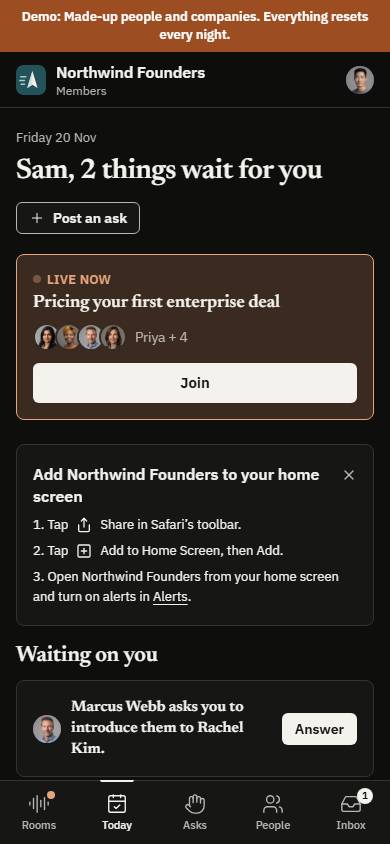 Demo: Made-up people and companies. Everything resets
every night.
Northwind Founders
Members
Friday 20 Nov
Sam, 2 things wait for you
Post an ask
LIVE NOW
Pricing your first enterprise deal
Priya + 4
Join
Add Northwind Founders to your home
screen
1. Tap Share in Safari's toolbar.
2. Tap Add to Home Screen, then Add.
3. Open Northwind Founders from your home screen
and turn on alerts in Alerts.
Waiting on you
Marcus Webb asks you to
introduce them to Rachel
Kim.
Answer
1
Rooms Today Asks People Inbox